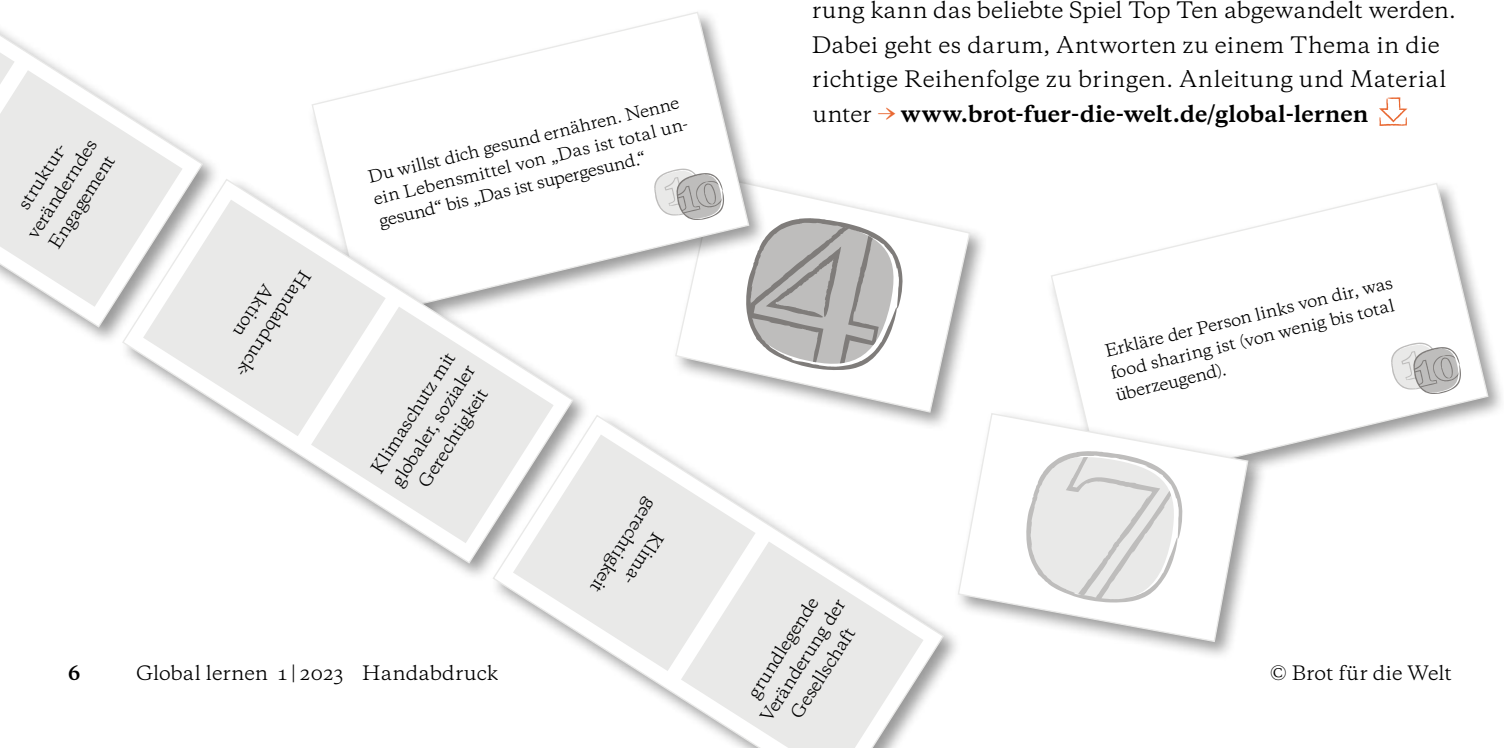 rung kann das beliebte Spiel Top Ten abgewandelt werden.
Dabei geht es darum, Antworten zu einem Thema in die
richtige Reihenfolge zu bringen. Anleitung und Material
unter → www.brot-fuer-die-welt.de/global-lernen
Du willst dich gesund ernähren. Nenne
ein Lebensmittel von „Das ist total un-
gesund“ bis „Das ist supergesund.“
1 10
struktur-
veränderndes
Engagement
Handabdruck-
Aktion
Klimaschutz mit
globaler, sozialer
Gerechtigkeit
4
Erkläre der Person links von dir, was
food sharing ist (von wenig bis total
überzeugend).
1 10
7
Klima-
gerechtigkeit
grundlegende
Veränderung der
Gesellschaft
6 Global lernen 1|2023 Handabdruck
© Brot für die Welt